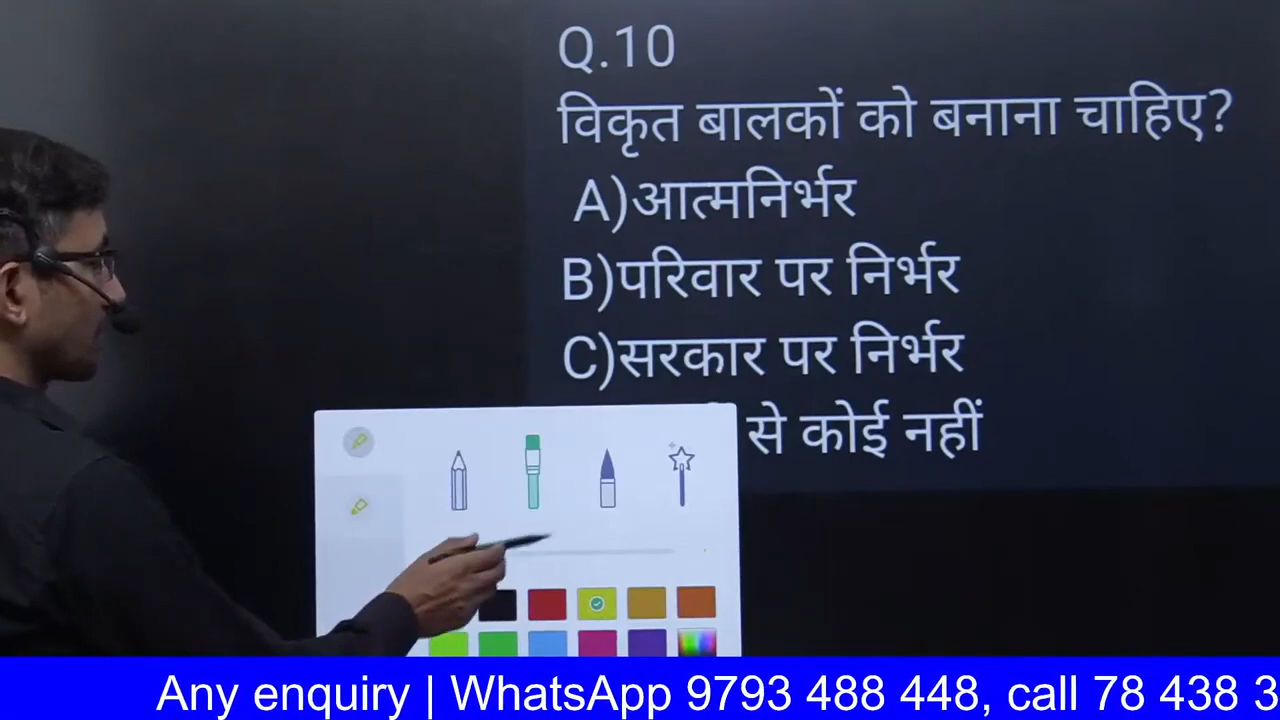 Q.10
विकृत बालकों को बनाना चाहिए?
A)आत्मनिर्भर
B)परिवार पर निर्भर
C)सरकार पर निर्भर
से कोई नहीं
Any enquiry | WhatsApp 9793 488 448, call 78 438 3